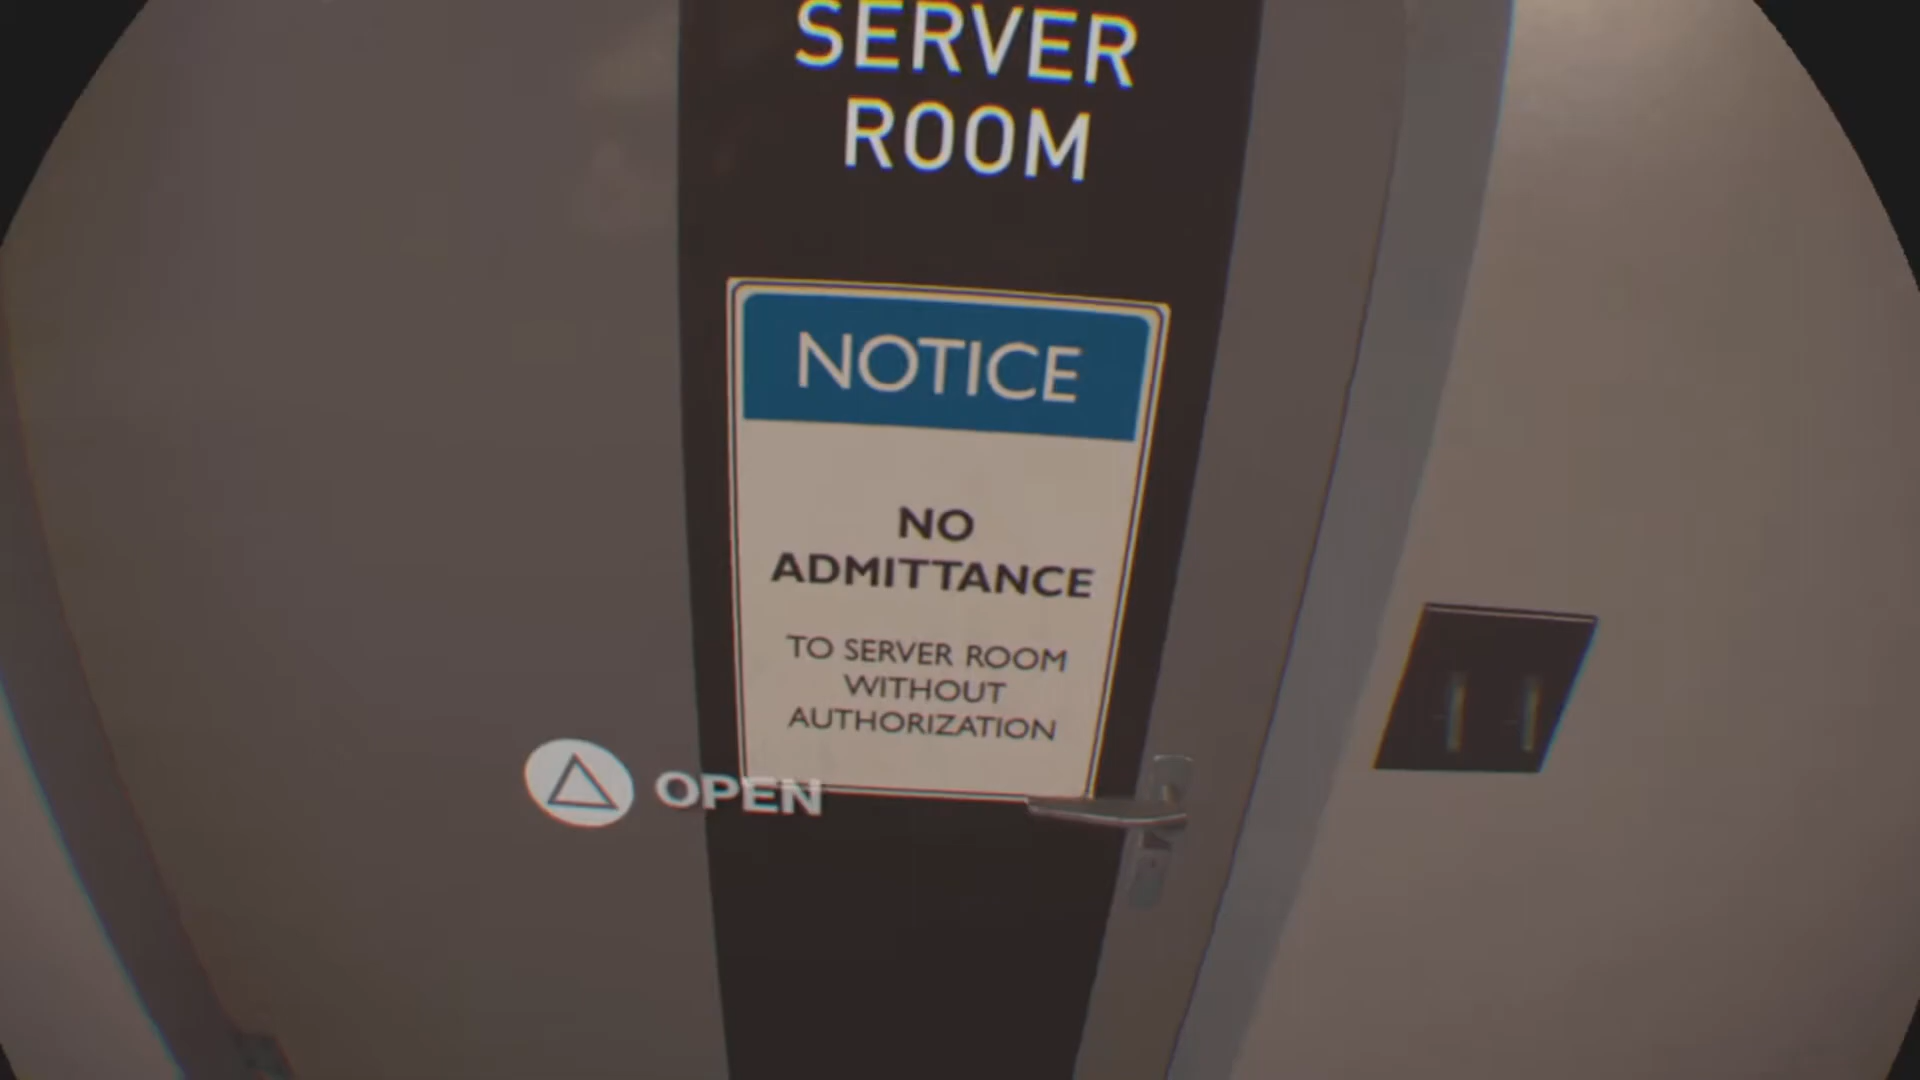 SERVER
ROOM
NOTICE
NO
ADMITTANCE
TO SERVER ROOM
WITHOUT
AUTHORIZATION
OPEN